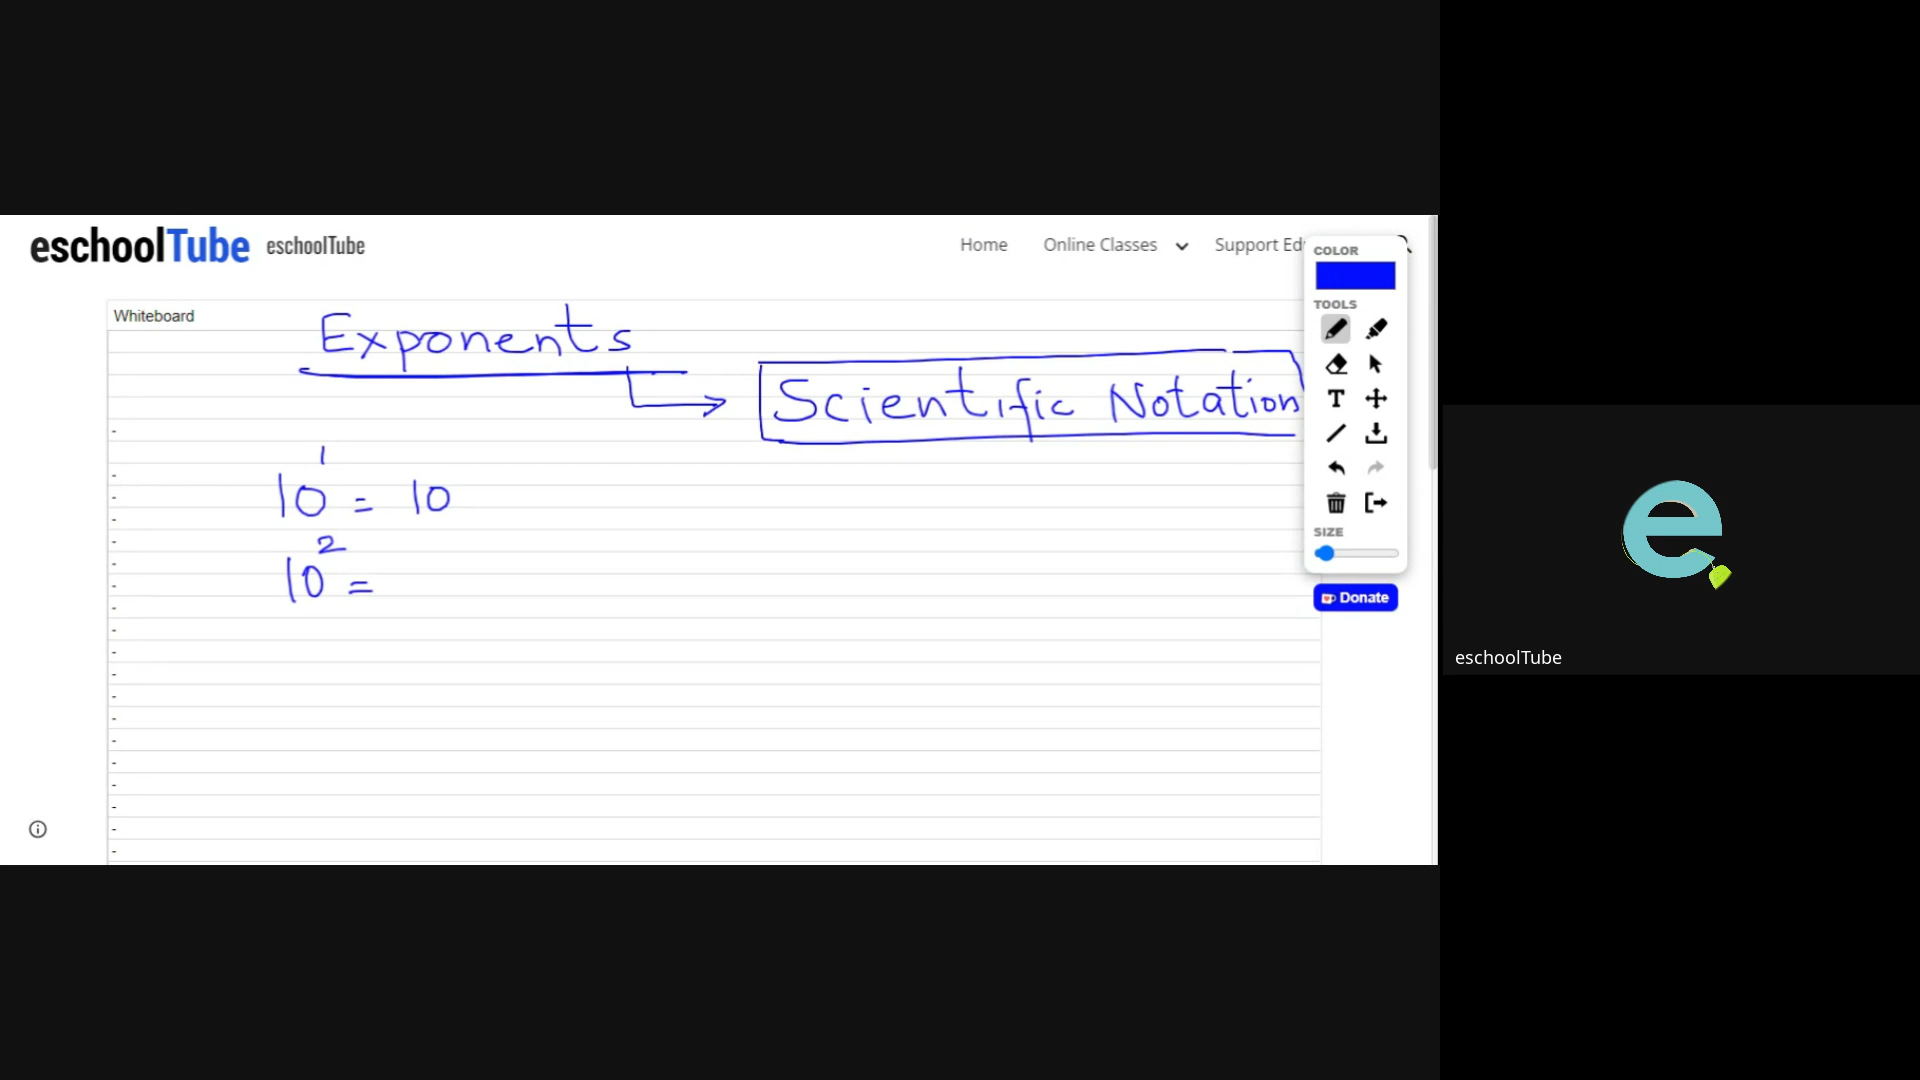 eschoolTube eschoolTube Home Online Classes Support Ed
COLOR
TOOLS
SIZE
Donate
Whiteboard
Exponents
Scientific Notation
10¹ = 10
10² =
eschoolTube